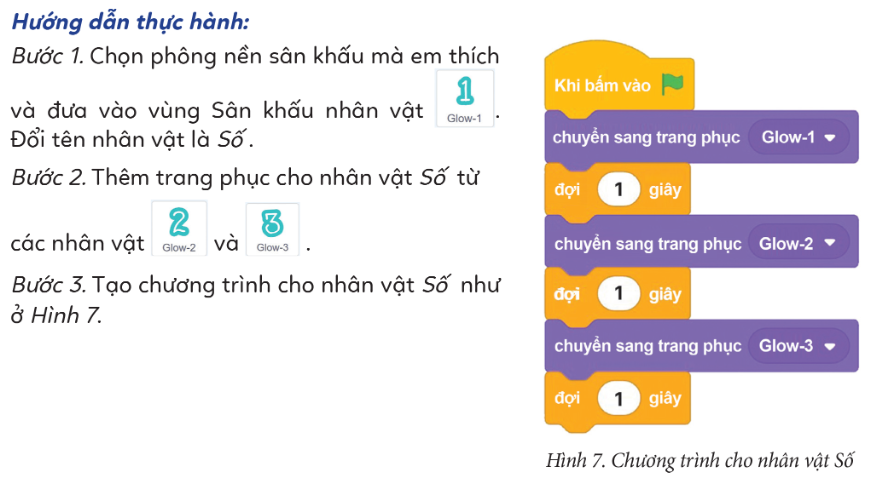 Hướng dẫn thực hành:
Bước 1. Chọn phông nền sân khấu mà em thích
và đưa vào vùng Sân khấu nhân vật 1 Glow-1 .
Đổi tên nhân vật là Số .
Bước 2. Thêm trang phục cho nhân vật Số từ
các nhân vật 2 Glow-2 và 3 Glow-3 .
Bước 3. Tạo chương trình cho nhân vật Số như
ở Hình 7.
Khi bấm vào
chuyển sang trang phục Glow-1
đợi 1 giây
chuyển sang trang phục Glow-2
đợi 1 giây
chuyển sang trang phục Glow-3
đợi 1 giây
Hình 7. Chương trình cho nhân vật Số